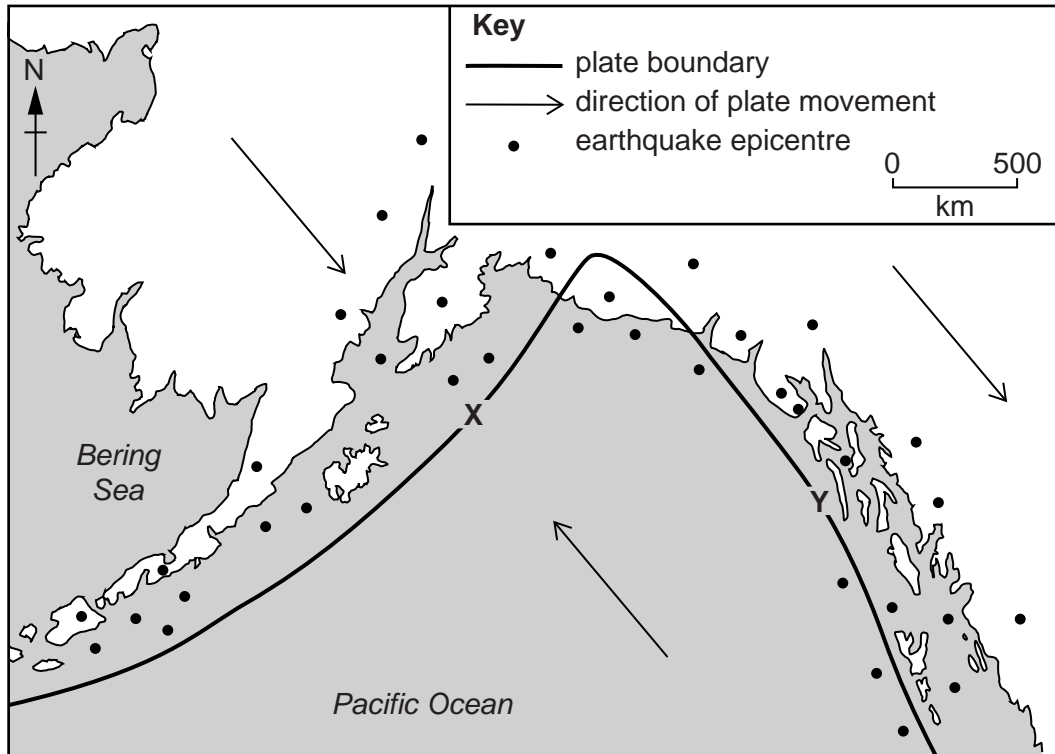 Key
plate boundary
direction of plate movement
earthquake epicentre
0 500
km
N
X
Bering
Sea
Y
Pacific Ocean